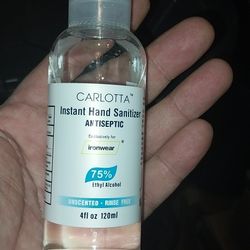 CARLOTTA™
Instant Hand Sanitizer
ANTISEPTIC
Exclusively for
ironwear®
75%
Ethyl Alcohol
UNSCENTED • RINSE FREE
4fl oz 120ml